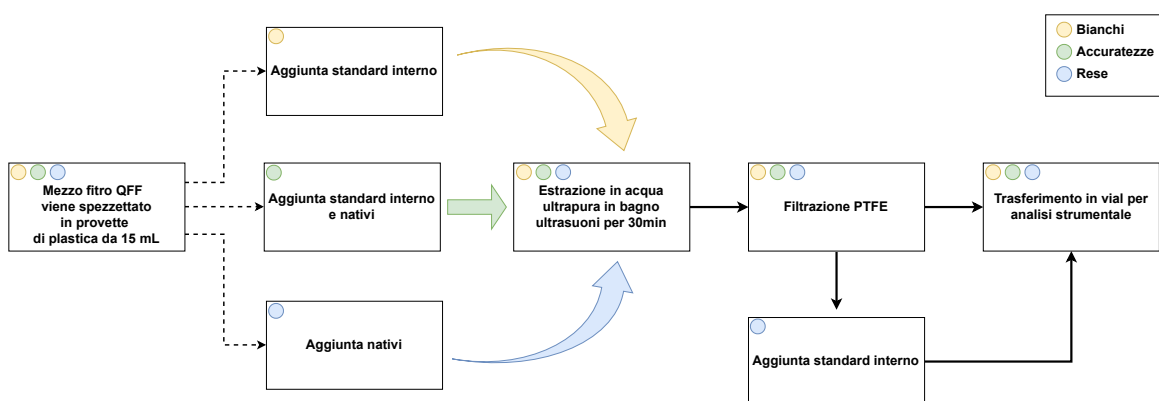 Bianchi
Accuratezze
Rese
Aggiunta standard interno
Mezzo fitro QFF
viene spezzettato
in provette
di plastica da 15 mL
Aggiunta standard interno
e nativi
Estrazione in acqua
ultrapura in bagno
ultrasuoni per 30min
Filtrazione PTFE
Trasferimento in vial per
analisi strumentale
Aggiunta nativi
Aggiunta standard interno